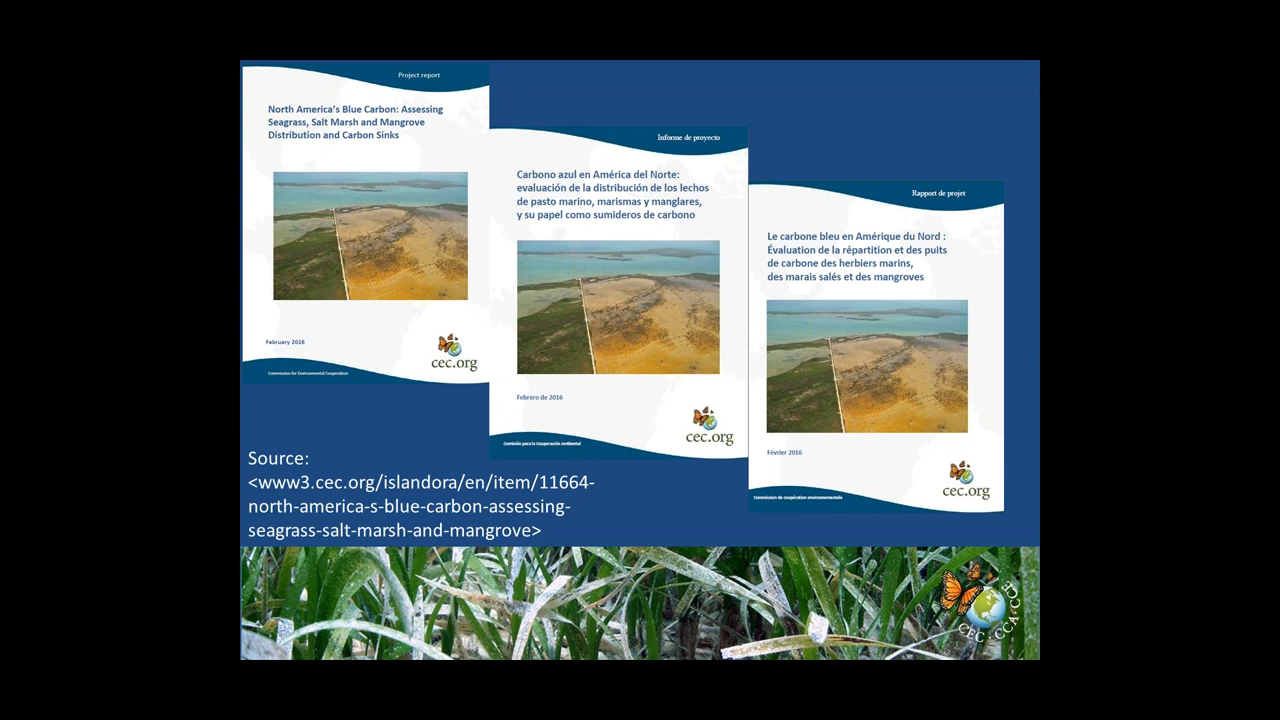 Project report
North America's Blue Carbon: Assessing
Seagrass, Salt Marsh and Mangrove
Distribution and Carbon Sinks
February 2016
cec.org
Commission for Environmental Cooperation
Informe de proyecto
Carbono azul en América del Norte:
evaluación de la distribución de los lechos
de pasto marino, marismas y manglares,
y su papel como sumideros de carbono
Febrero de 2016
cec.org
Comisión para la Cooperación Ambiental
Rapport de projet
Le carbone bleu en Amérique du Nord :
Évaluation de la répartition et des puits
de carbone des herbiers marins,
des marais salés et des mangroves
Février 2016
cec.org
Commission de coopération environnementale
Source:
<www3.cec.org/islandora/en/item/11664-
north-america-s-blue-carbon-assessing-
seagrass-salt-marsh-and-mangrove>
CEC·CCA·CCE